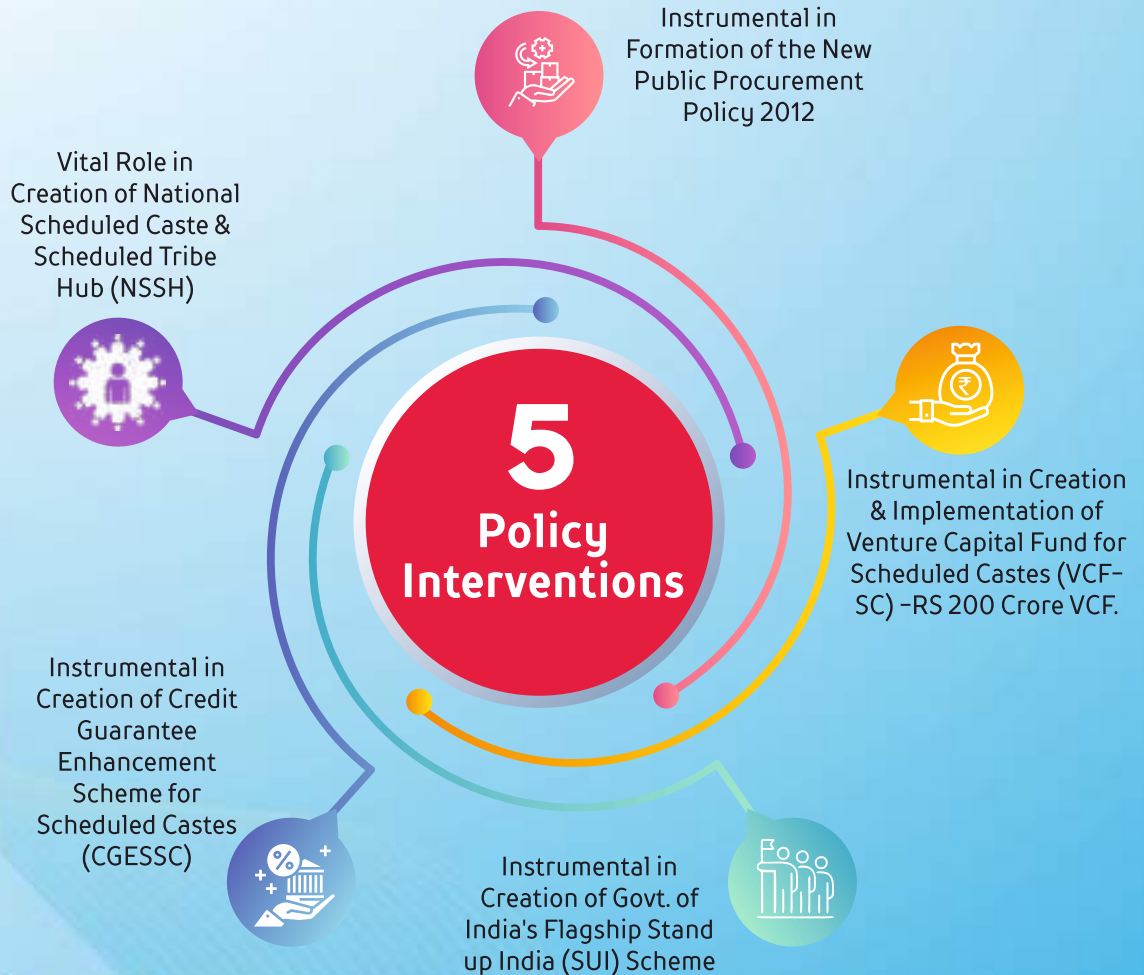 Instrumental in
Formation of the New
Public Procurement
Policy 2012
Vital Role in
Creation of National
Scheduled Caste &
Scheduled Tribe
Hub (NSSH)
5
Policy
Interventions
Instrumental in Creation
& Implementation of
Venture Capital Fund for
Scheduled Castes (VCF-
SC) -RS 200 Crore VCF.
Instrumental in
Creation of Credit
Guarantee
Enhancement
Scheme for
Scheduled Castes
(CGESSC)
Instrumental in
Creation of Govt. of
India's Flagship Stand
up India (SUI) Scheme
₹
%